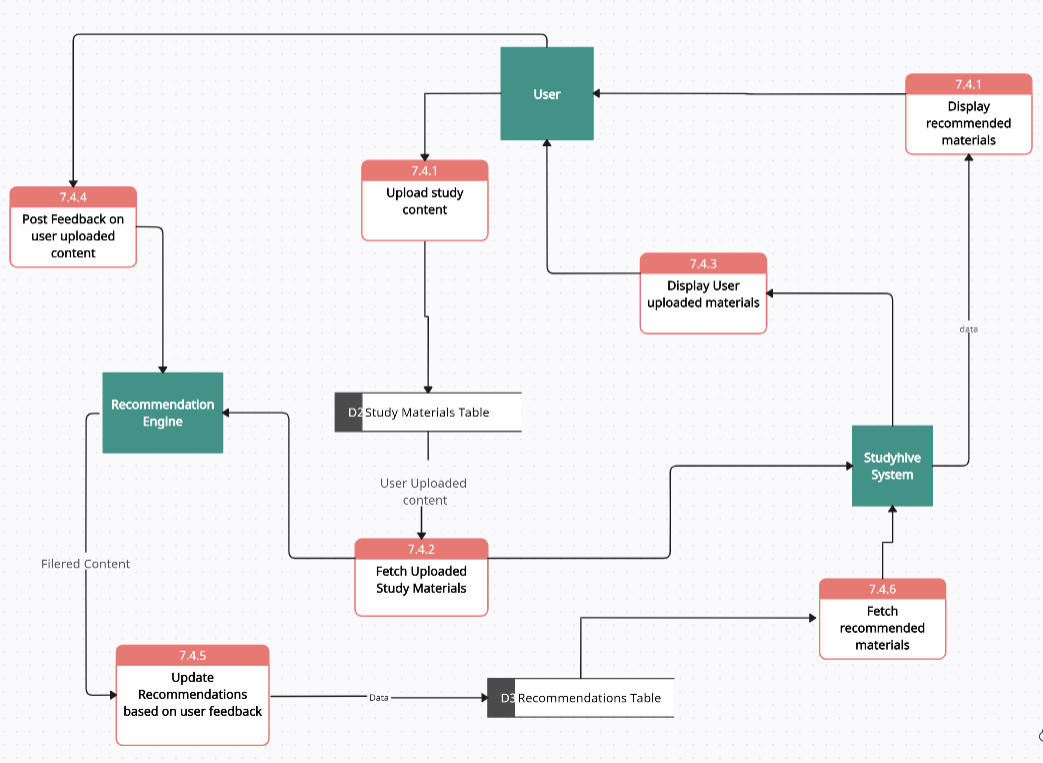 User
7.4.1
Display
recommended
materials
7.4.1
Upload study
content
7.4.4
Post Feedback on
user uploaded
content
7.4.3
Display User
uploaded materials
data
Recommendation
Engine
D2 Study Materials Table
Studyhive
System
User Uploaded
content
7.4.2
Fetch Uploaded
Study Materials
Filered Content
7.4.6
Fetch
recommended
materials
7.4.5
Update
Recommendations
based on user feedback
Data
D3 Recommendations Table